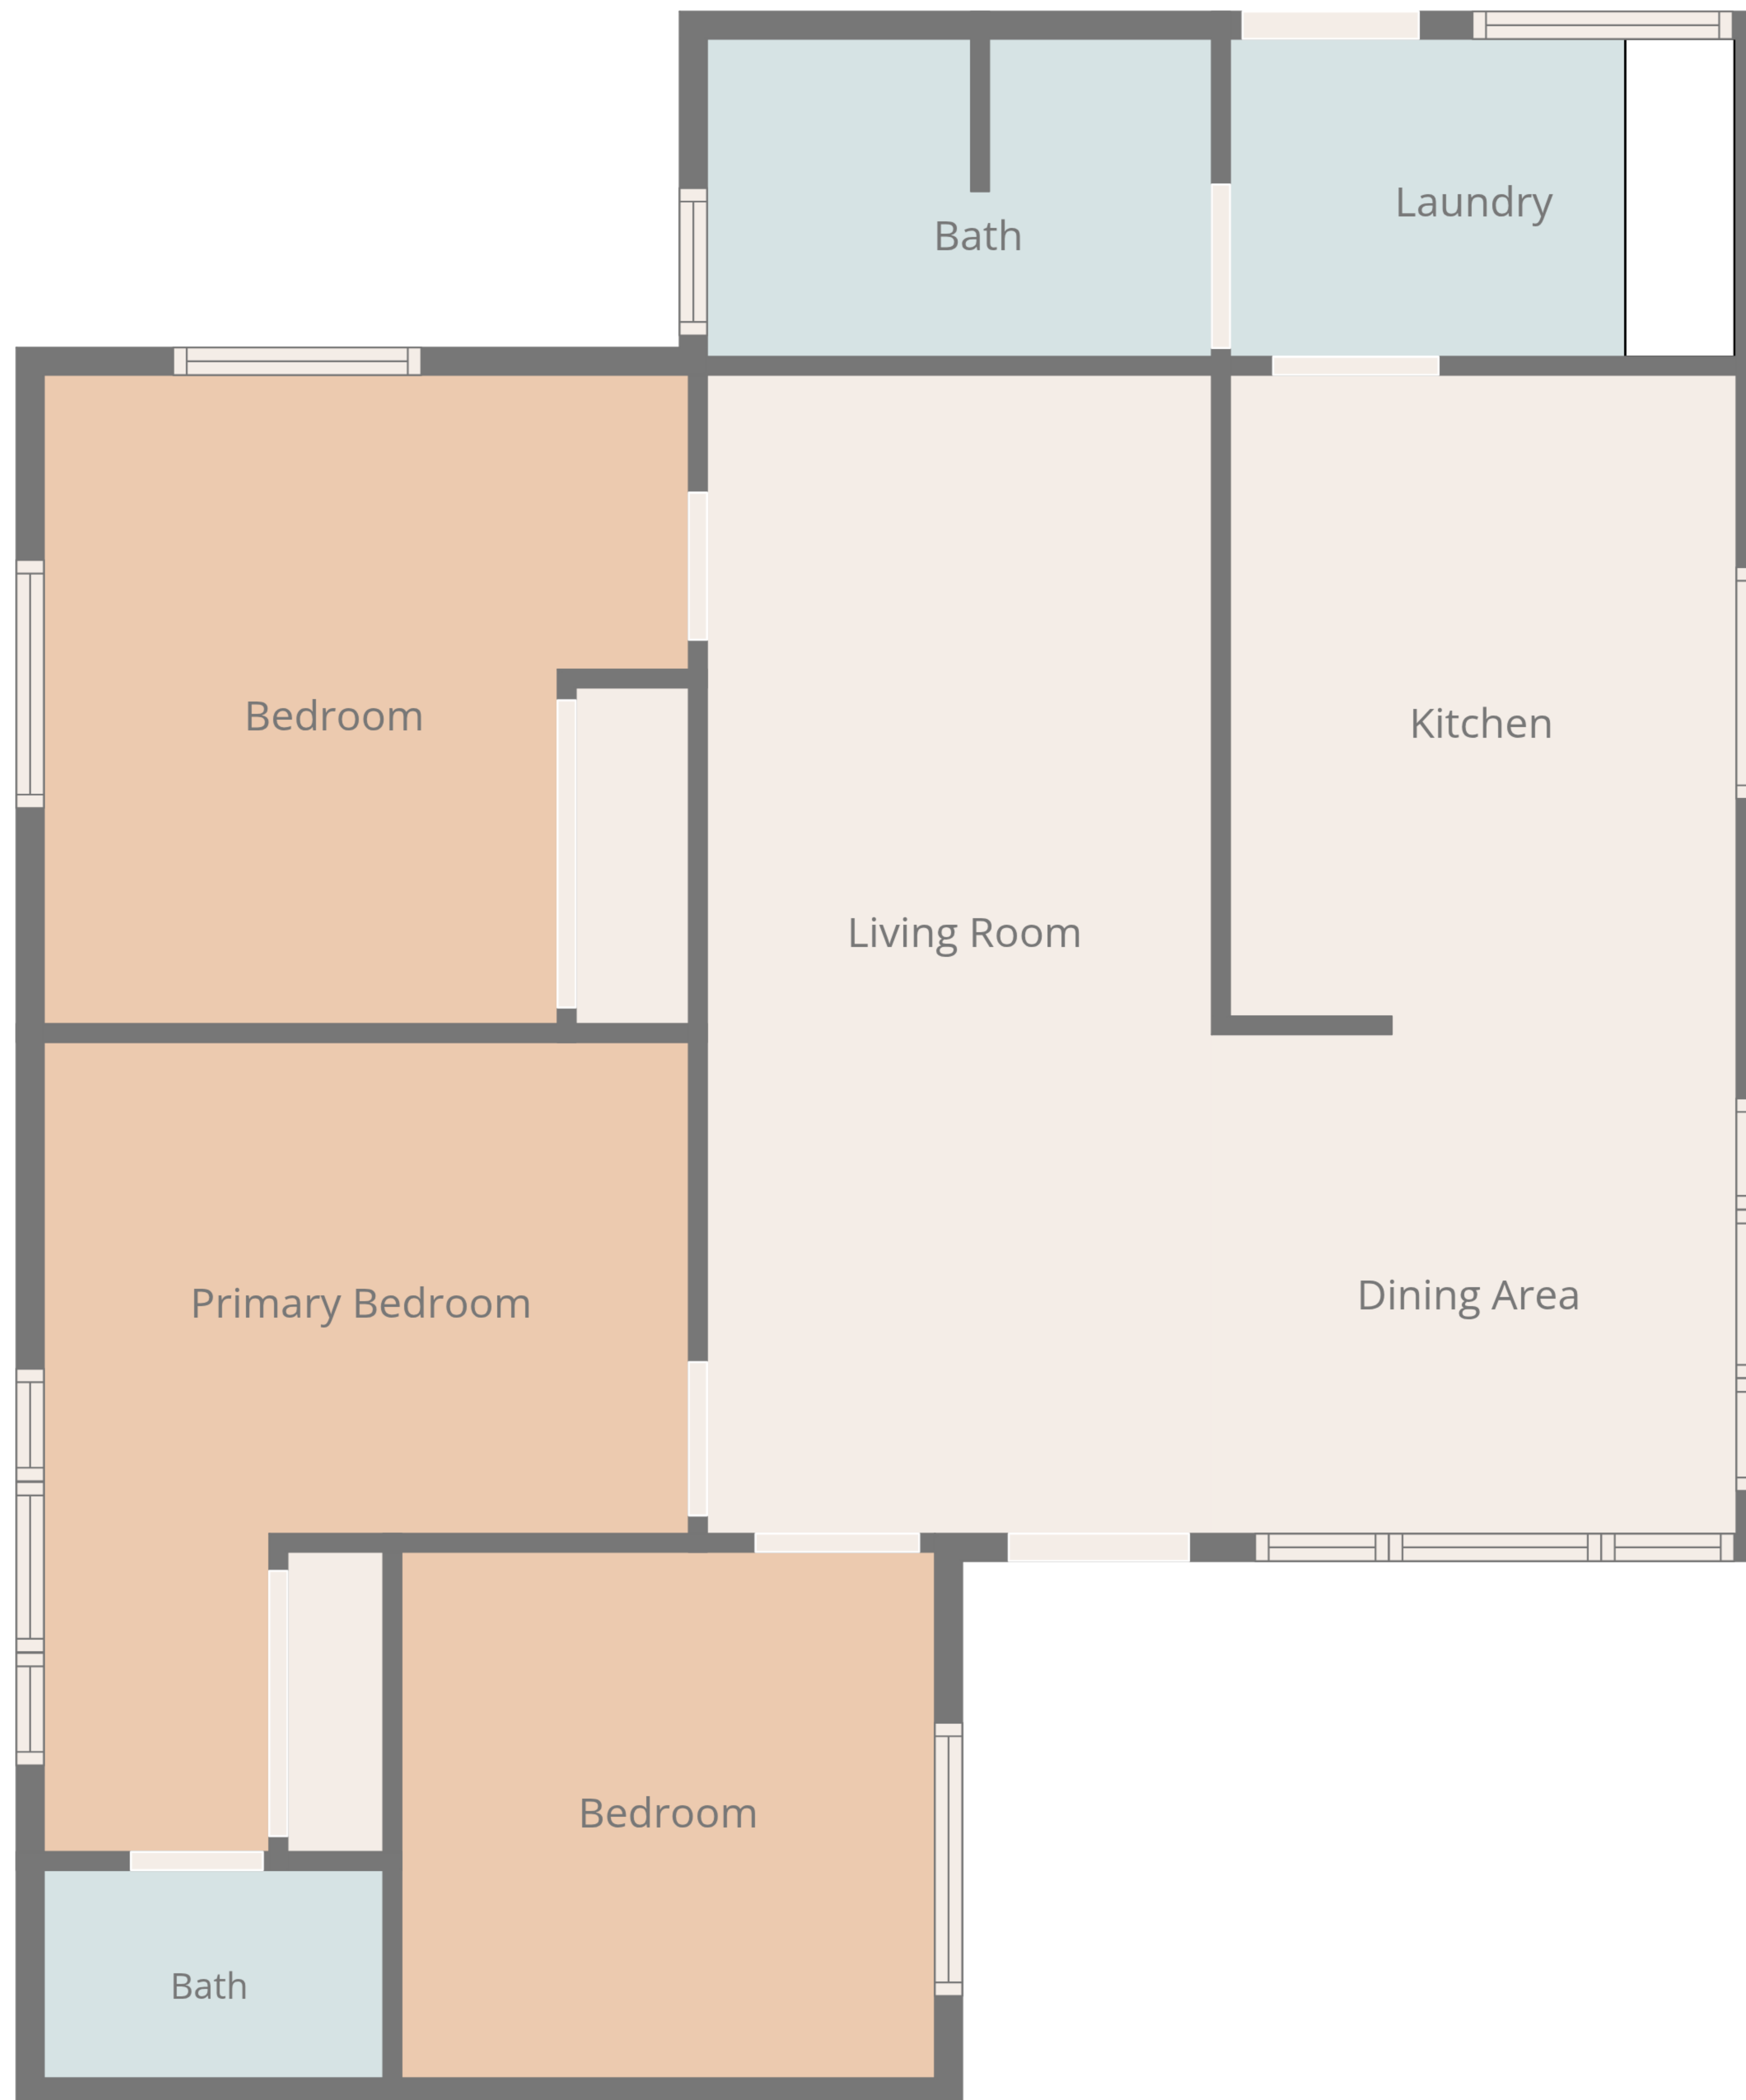 Laundry
Bath
Bedroom
Kitchen
Living Room
Primary Bedroom
Dining Area
Bedroom
Bath